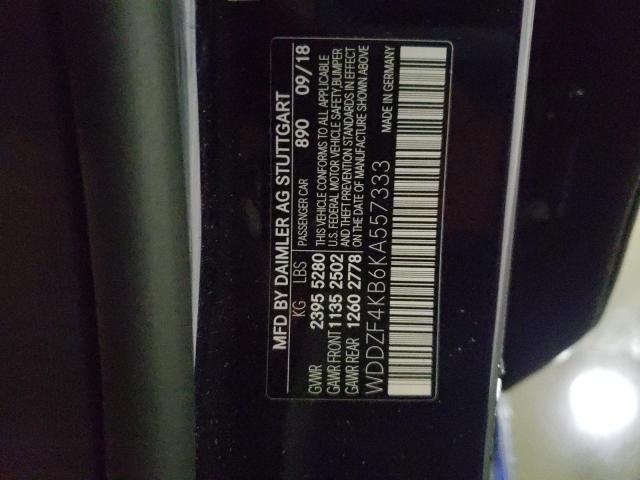 MFD BY DAIMLER AG STUTTGART
KG LBS PASSENGER CAR 890 09/18
GVWR 2395 5280 THIS VEHICLE CONFORMS TO ALL APPLICABLE
GAWR FRONT 1135 2502 U.S. FEDERAL MOTOR VEHICLE SAFETY,BUMPER
GAWR REAR 1260 2778 AND THEFT PREVENTION STANDARDS IN EFFECT
ON THE DATE OF MANUFACTURE SHOWN ABOVE
WDDZF4KB6KA557333 MADE IN GERMANY